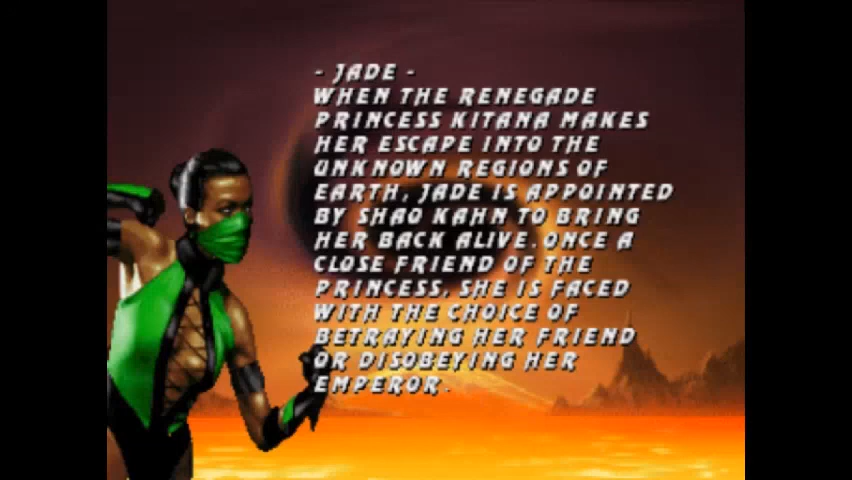 - JADE -
WHEN THE RENEGADE
PRINCESS KITANA MAKES
HER ESCAPE INTO THE
UNKNOWN REGIONS OF
EARTH, JADE IS APPOINTED
BY SHAO KAHN TO BRING
HER BACK ALIVE.ONCE A
CLOSE FRIEND OF THE
PRINCESS, SHE IS FACED
WITH THE CHOICE OF
BETRAYING HER FRIEND
OR DISOBEYING HER
EMPEROR.